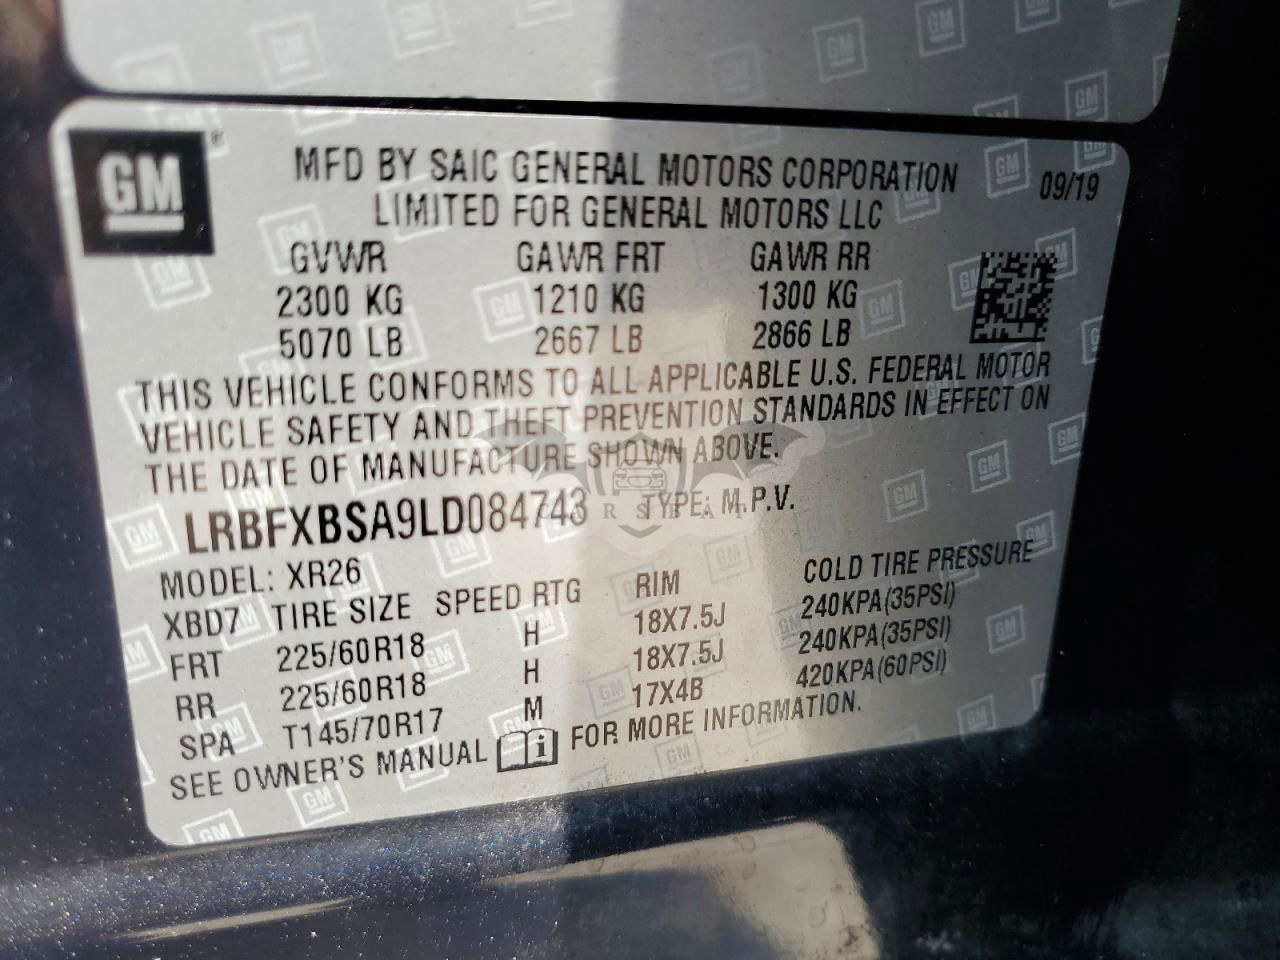 GM ®
MFD BY SAIC GENERAL MOTORS CORPORATION 09/19
LIMITED FOR GENERAL MOTORS LLC
GVWR GAWR FRT GAWR RR
2300 KG 1210 KG 1300 KG
5070 LB 2667 LB 2866 LB
THIS VEHICLE CONFORMS TO ALL APPLICABLE U.S. FEDERAL MOTOR
VEHICLE SAFETY AND THEFT PREVENTION STANDARDS IN EFFECT ON
THE DATE OF MANUFACTURE SHOWN ABOVE.
LRBFXBSA9LD084743 TYPE: M.P.V.
CARSBAT
MODEL: XR26
XBD7 TIRE SIZE SPEED RTG RIM COLD TIRE PRESSURE
FRT 225/60R18 H 18X7.5J 240KPA(35PSI)
RR 225/60R18 H 18X7.5J 240KPA(35PSI)
SPA T145/70R17 M 17X4B 420KPA(60PSI)
SEE OWNER'S MANUAL FOR MORE INFORMATION.